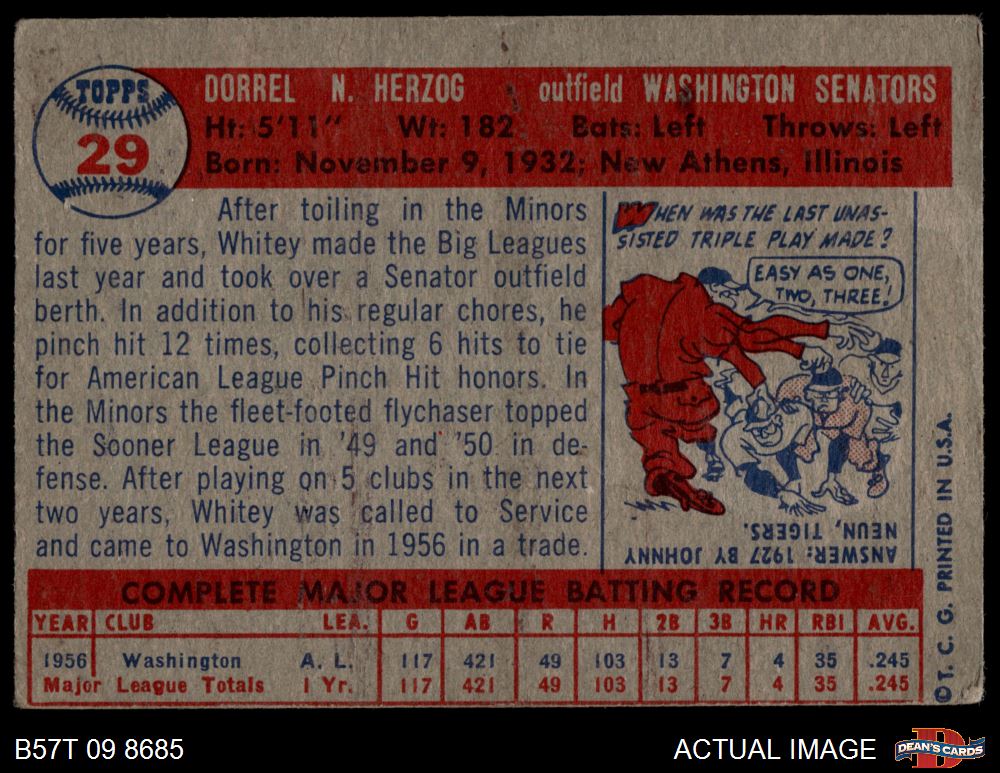 TOPPS
29
DORREL N. HERZOG outfield WASHINGTON SENATORS
Ht: 5'11" Wt: 182 Bats: Left Throws: Left
Born: November 9, 1932; New Athens, Illinois
After toiling in the Minors
for five years, Whitey made the Big Leagues
last year and took over a Senator outfield
berth. In addition to his regular chores, he
pinch hit 12 times, collecting 6 hits to tie
for American League Pinch Hit honors. In
the Minors the fleet-footed flychaser topped
the Sooner League in '49 and '50 in de-
fense. After playing on 5 clubs in the next
two years, Whitey was called to Service
and came to Washington in 1956 in a trade.
WHEN WAS THE LAST UNAS-
SISTED TRIPLE PLAY MADE?
EASY AS ONE,
TWO, THREE!
ANSWER: 1927 BY JOHNNY
NEUN, TIGERS.
© T. C. G. PRINTED IN U.S.A.
COMPLETE MAJOR LEAGUE BATTING RECORD
YEAR CLUB LEA. G AB R H 2B 3B HR RBI AVG.
1956 Washington A. L. 117 421 49 103 13 7 4 35 .245
Major League Totals 1 Yr. 117 421 49 103 13 7 4 35 .245
B57T 09 8685
ACTUAL IMAGE
DEAN'S CARDS